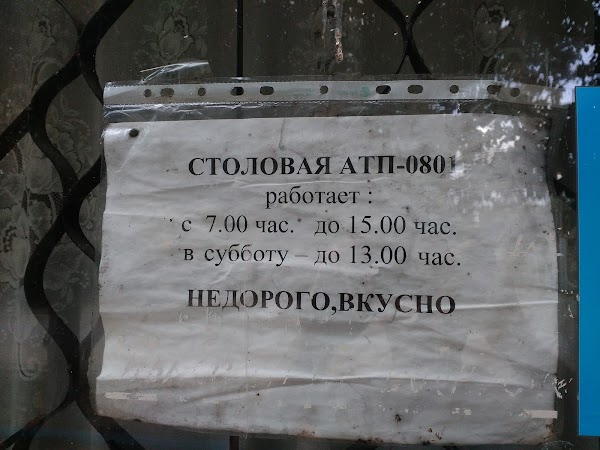 СТОЛОВАЯ АТП-0801
работает :
с 7.00 час. до 15.00 час.
в субботу – до 13.00 час.
НЕДОРОГО,ВКУСНО